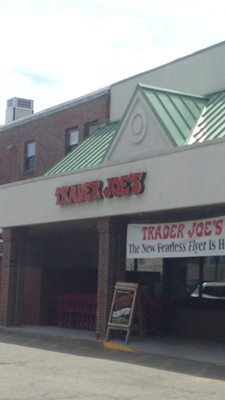 TRADER JOE'S
TRADER JOE'S
The New Fearless Flyer is H